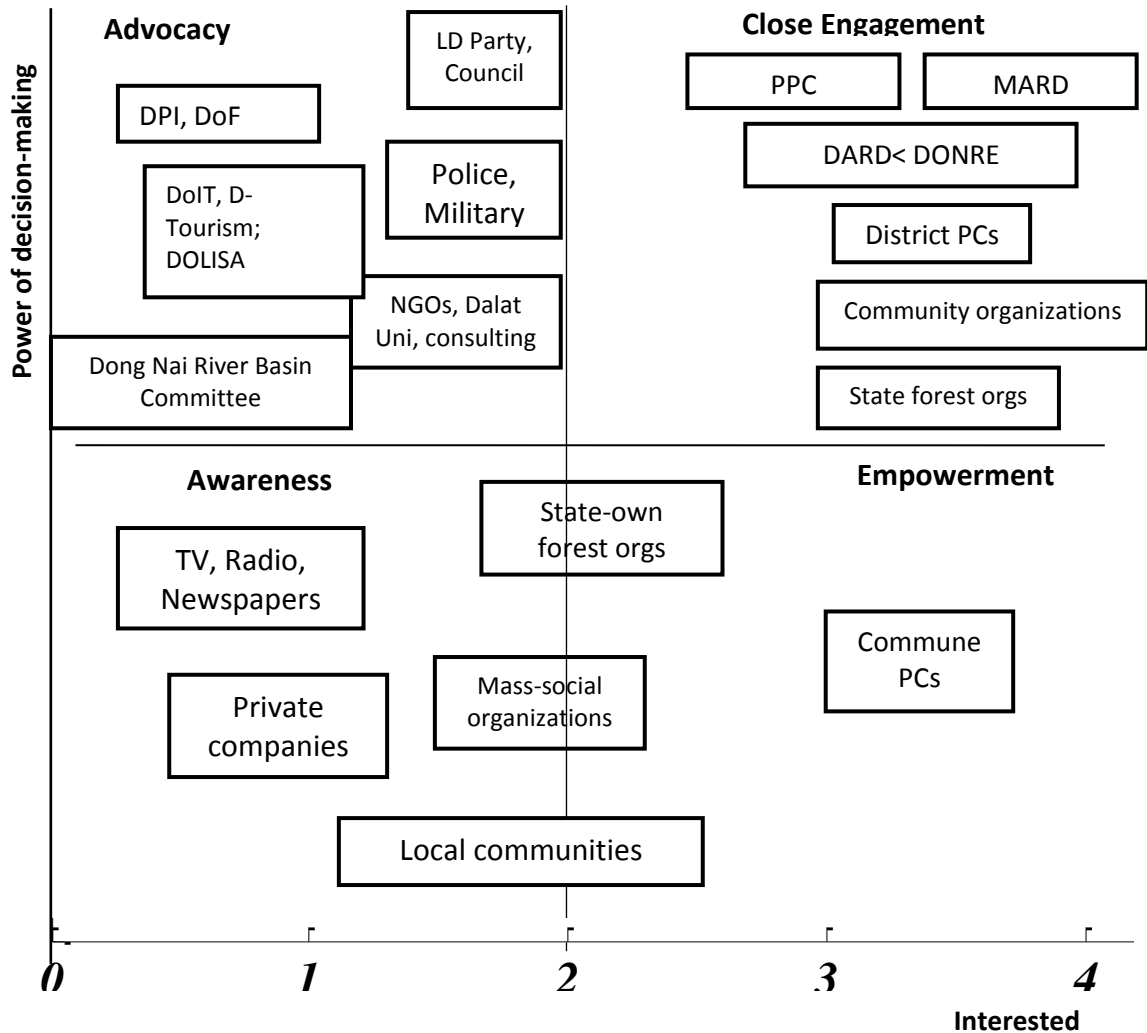 Power of decision-making
Advocacy
LD Party,
Council
Close Engagement
PPC
MARD
DPI, DoF
DARD< DONRE
Police,
Military
DoIT, D-
Tourism;
DOLISA
District PCs
NGOs, Dalat
Uni, consulting
Community organizations
Dong Nai River Basin
Committee
State forest orgs
Awareness
Empowerment
State-own
forest orgs
TV, Radio,
Newspapers
Commune
PCs
Mass-social
organizations
Private
companies
Local communities
0 1 2 3 4
Interested